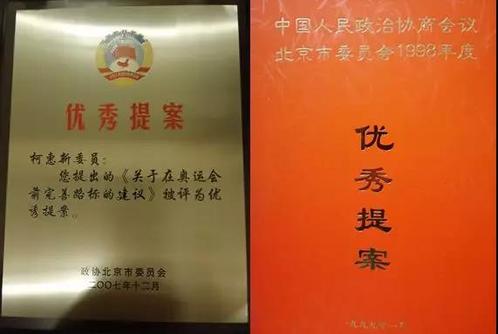 优秀提案
柯惠新委员：
您提出的《关于在奥运会
前完善路标的建议》被评为优
秀提案。
政协北京市委员会
二〇〇七年十二月
中国人民政治协商会议
北京市委员会1998年度
优秀提案
一九九九年一月